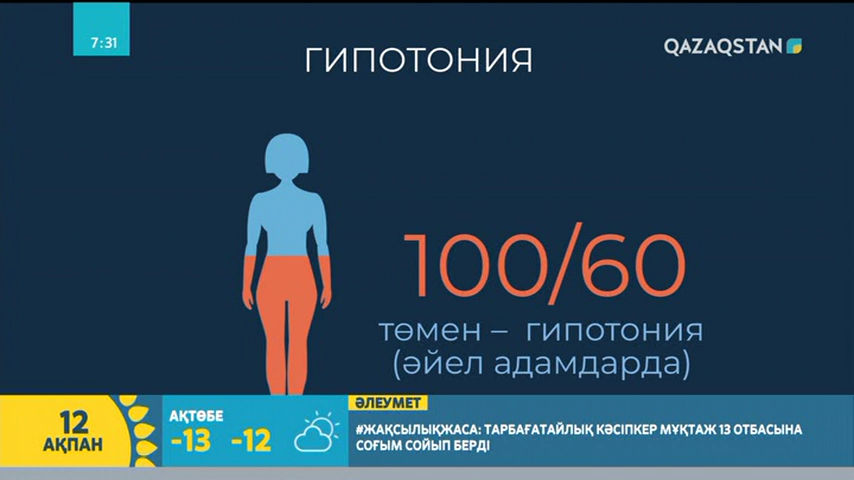 7:31
ГИПОТОНИЯ
QAZAQSTAN
100/60
төмен – гипотония
(әйел адамдарда)
12
АҚПАН
АҚТӨБЕ
-13 -12
ӘЛЕУМЕТ
#ЖАҚСЫЛЫҚЖАСА: ТАРБАҒАТАЙЛЫҚ КӘСІПКЕР МҰҚТАЖ 13 ОТБАСЫНА
СОҒЫМ СОЙЫП БЕРДІ